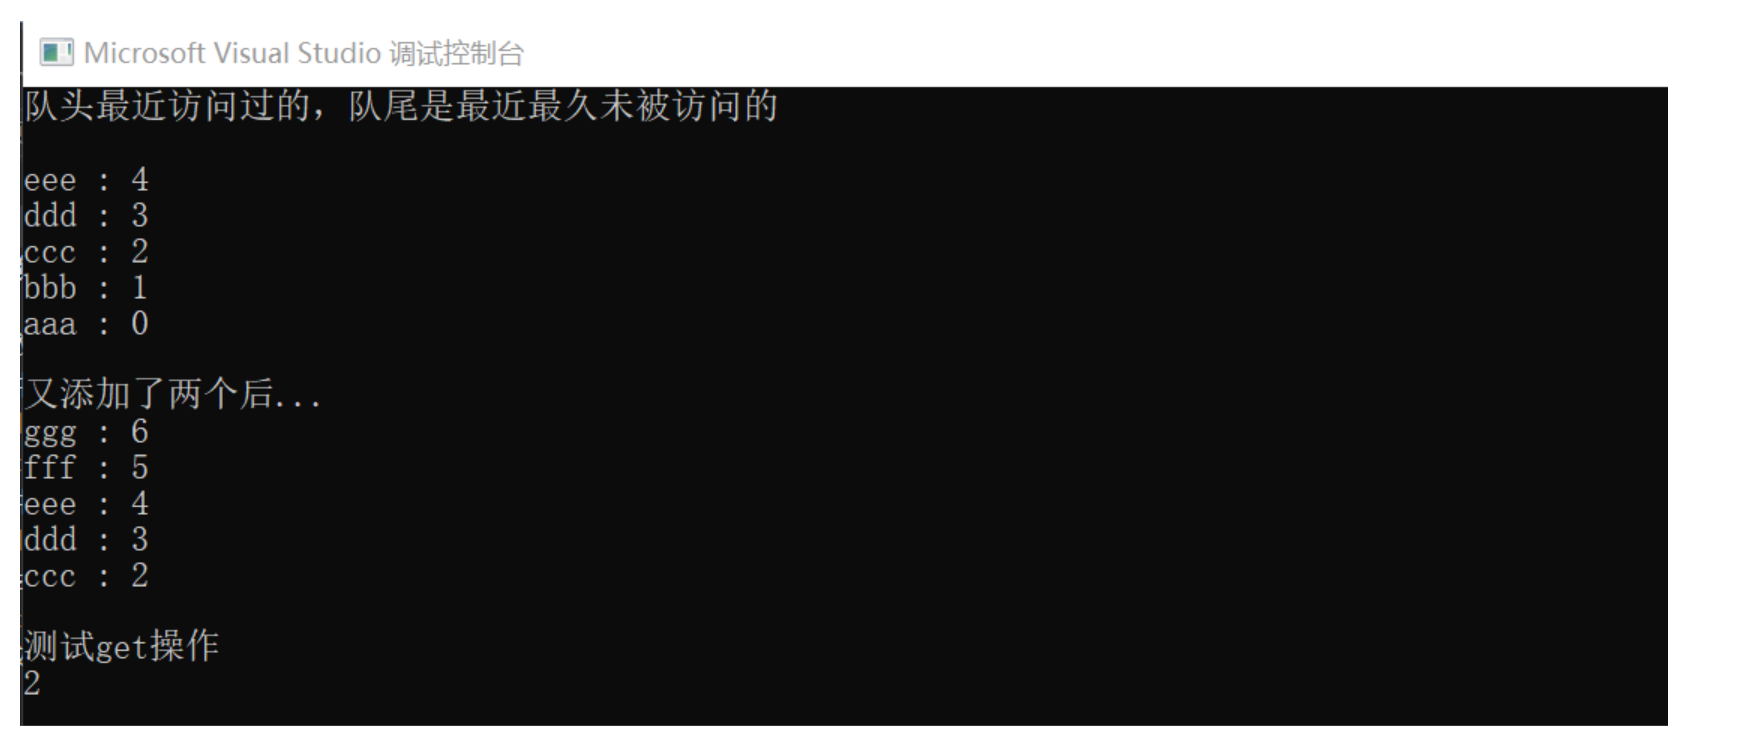 Microsoft Visual Studio 调试控制台
队头最近访问过的，队尾是最近最久未被访问的
eee : 4
ddd : 3
ccc : 2
bbb : 1
aaa : 0
又添加了两个后...
ggg : 6
fff : 5
eee : 4
ddd : 3
ccc : 2
测试get操作
2